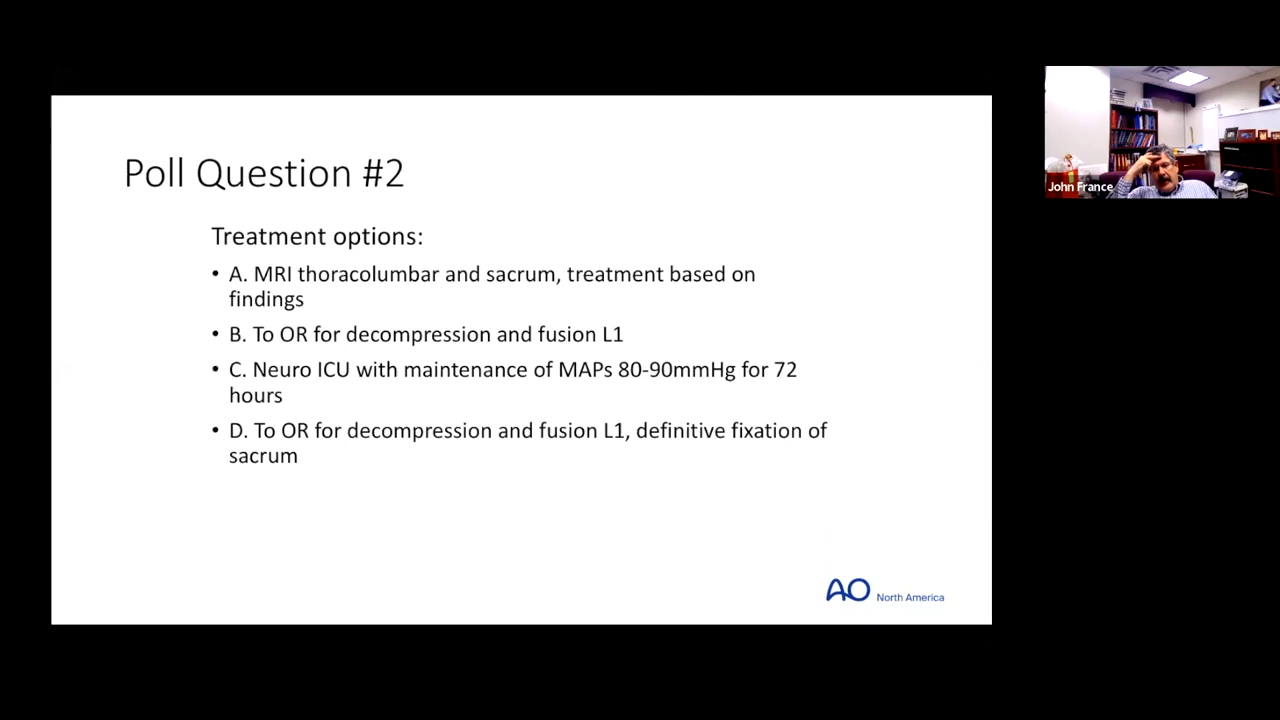 Poll Question #2
Treatment options:
• A. MRI thoracolumbar and sacrum, treatment based on
findings
• B. To OR for decompression and fusion L1
• C. Neuro ICU with maintenance of MAPs 80-90mmHg for 72
hours
• D. To OR for decompression and fusion L1, definitive fixation of
sacrum
AO North America
John France